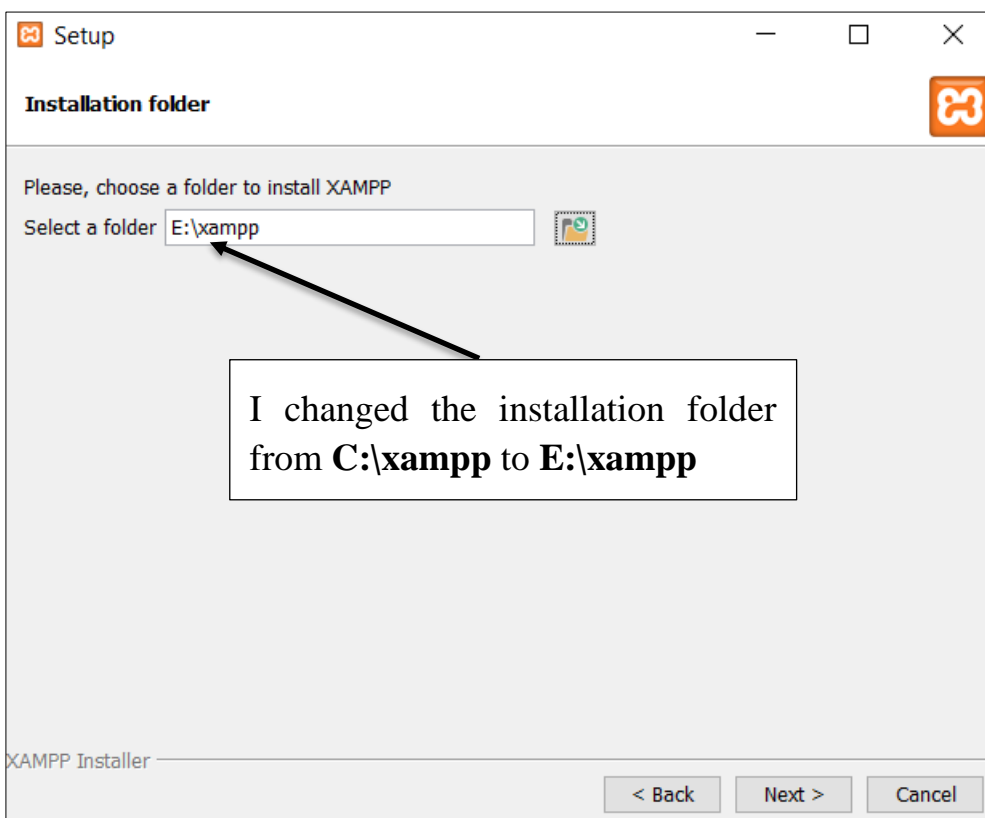 Setup
Installation folder
Please, choose a folder to install XAMPP
Select a folder E:\xampp
I changed the installation folder
from C:\xampp to E:\xampp
XAMPP Installer
< Back Next > Cancel